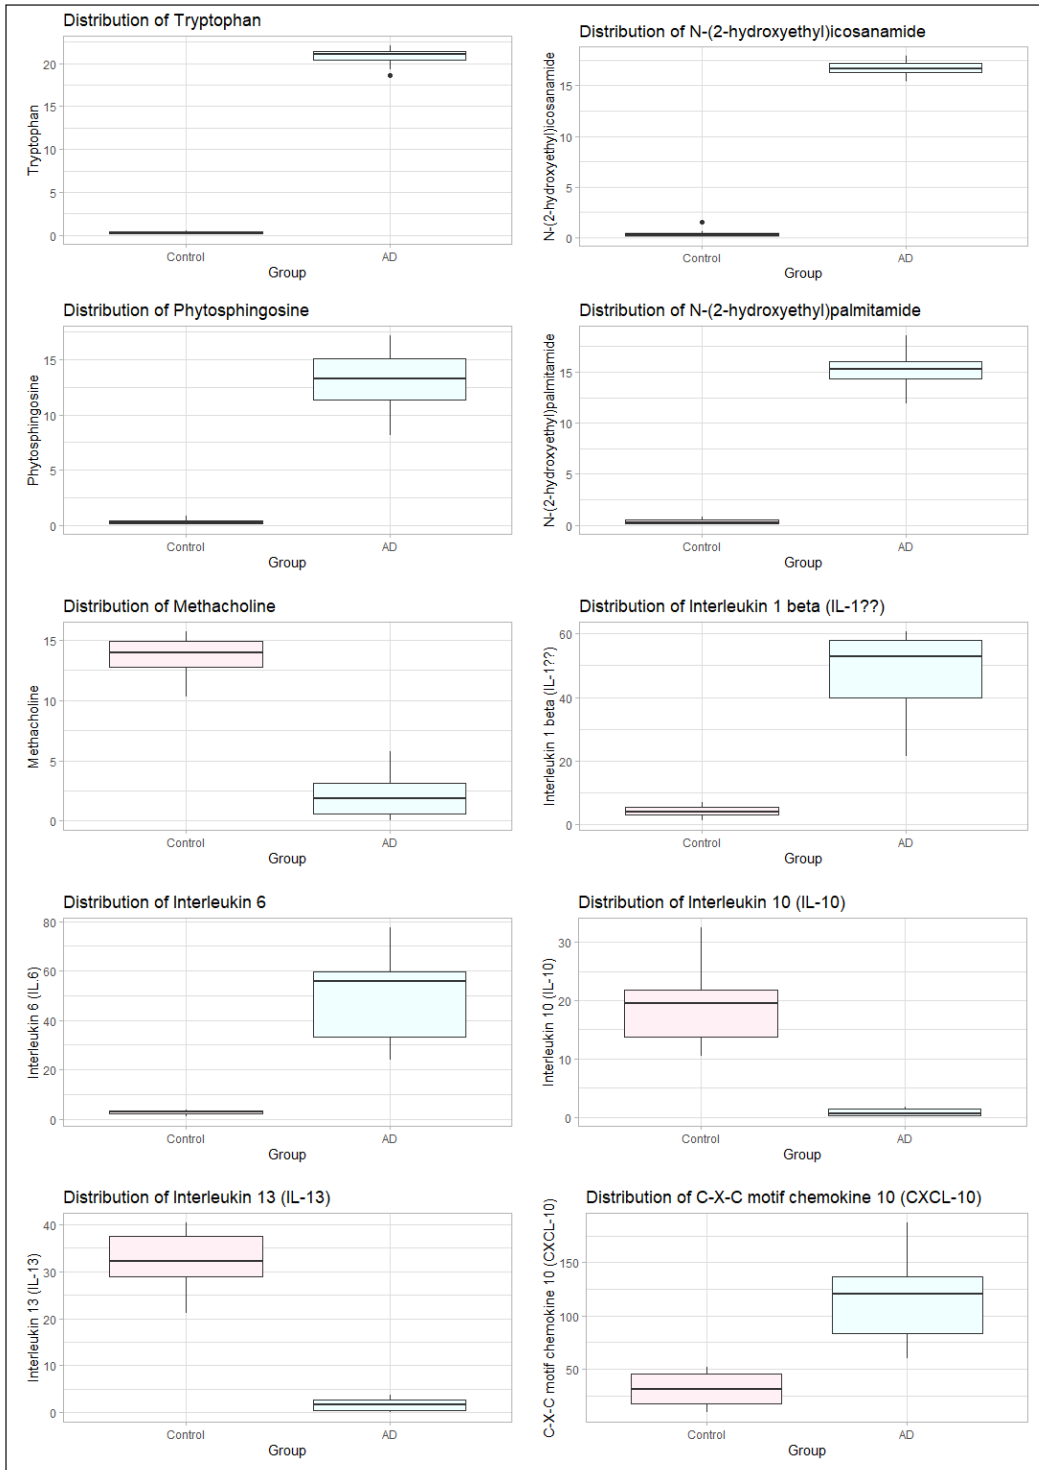 Distribution of Tryptophan
Tryptophan
20
15
10
5
0
Control
AD
Group
Distribution of N-(2-hydroxyethyl)icosanamide
N-(2-hydroxyethyl)icosanamide
15
10
5
0
Control
AD
Group
Distribution of Phytosphingosine
Phytosphingosine
15
10
5
0
Control
AD
Group
Distribution of N-(2-hydroxyethyl)palmitamide
N-(2-hydroxyethyl)palmitamide
15
10
5
0
Control
AD
Group
Distribution of Methacholine
Methacholine
15
10
5
0
Control
AD
Group
Distribution of Interleukin 1 beta (IL-1??)
Interleukin 1 beta (IL-1??)
60
40
20
0
Control
AD
Group
Distribution of Interleukin 6
Interleukin 6 (IL.6)
80
60
40
20
0
Control
AD
Group
Distribution of Interleukin 10 (IL-10)
Interleukin 10 (IL-10)
30
20
10
0
Control
AD
Group
Distribution of Interleukin 13 (IL-13)
Interleukin 13 (IL-13)
40
30
20
10
0
Control
AD
Group
Distribution of C-X-C motif chemokine 10 (CXCL-10)
C-X-C motif chemokine 10 (CXCL-10)
150
100
50
Control
AD
Group